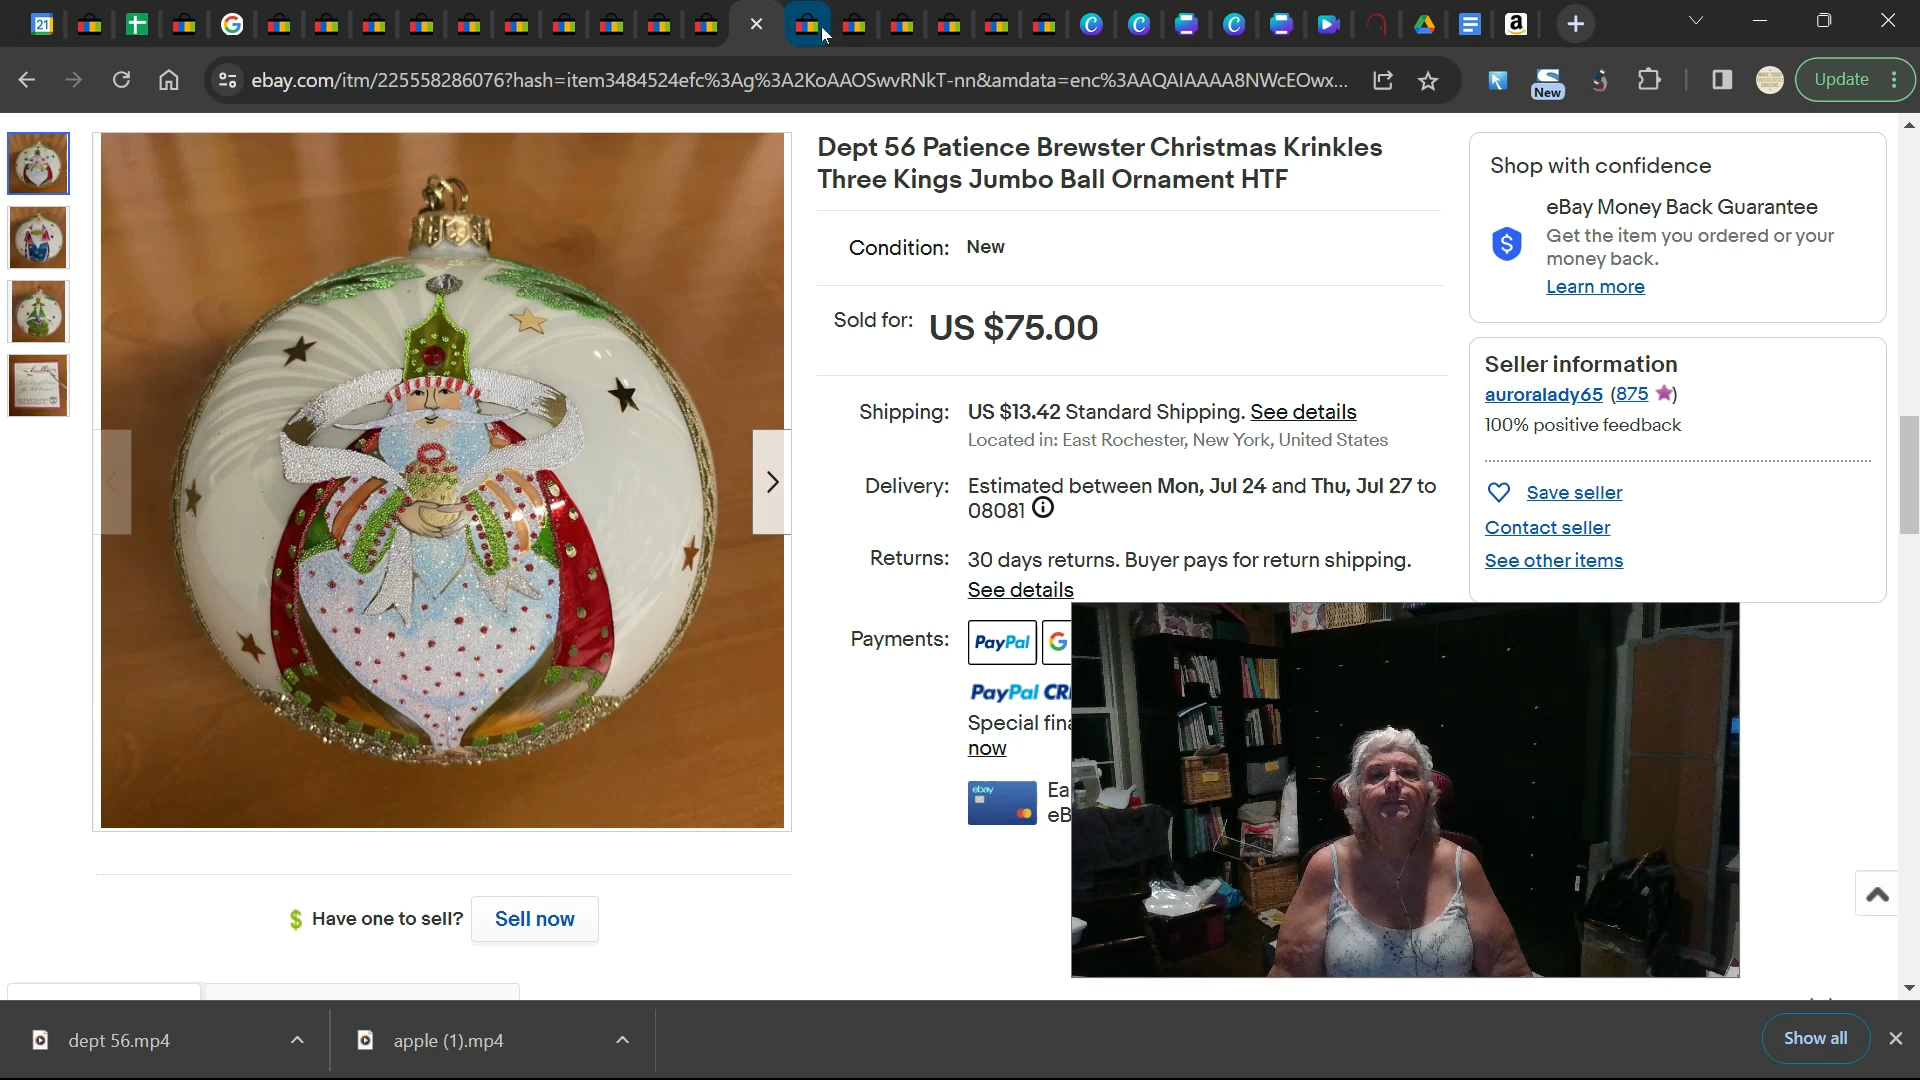 21
ebay.com/itm/225558286076?hash=item3484524efc%3Ag%3A2KoAAOSwvRNkT-nn&amdata=enc%3AAQAIAAAA8NWcEOwx...
New
Update
Dept 56 Patience Brewster Christmas Krinkles
Three Kings Jumbo Ball Ornament HTF
Condition: New
Sold for: US $75.00
Shipping: US $13.42 Standard Shipping. See details
Located in: East Rochester, New York, United States
Delivery: Estimated between Mon, Jul 24 and Thu, Jul 27 to
08081
Returns: 30 days returns. Buyer pays for return shipping.
See details
Payments: PayPal G
PayPal CR
Special fina
now
ebay
Ea
eB
Shop with confidence
eBay Money Back Guarantee
Get the item you ordered or your
money back.
Learn more
Seller information
auroralady65 (875)
100% positive feedback
Save seller
Contact seller
See other items
Have one to sell? Sell now
dept 56.mp4
apple (1).mp4
Show all